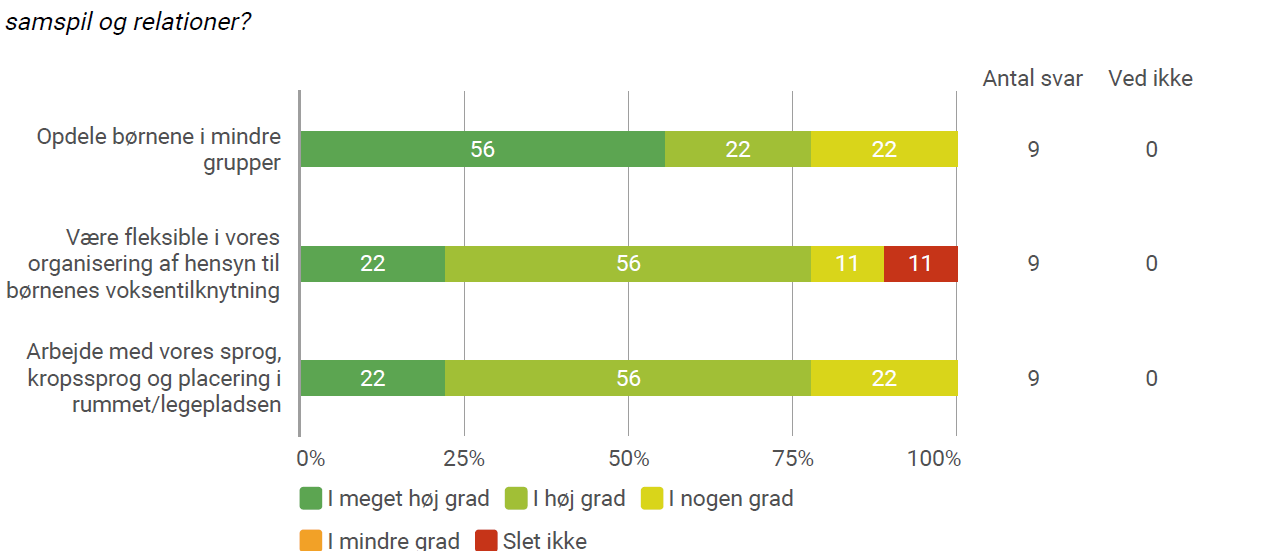 samspil og relationer?
Antal svar Ved ikke
Opdele børnene i mindre
grupper
56 22 22 9 0
Være fleksible i vores
organisering af hensyn til
børnenes voksentilknytning
22 56 11 11 9 0
Arbejde med vores sprog,
kropssprog og placering i
rummet/legepladsen
22 56 22 9 0
0% 25% 50% 75% 100%
I meget høj grad I høj grad I nogen grad
I mindre grad Slet ikke